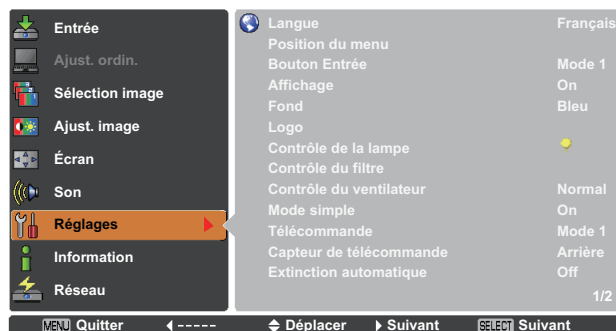 Entrée
Ajust. ordin.
Sélection image
Ajust. image
Écran
Son
Réglages
Information
Réseau
Langue Français
Position du menu
Bouton Entrée Mode 1
Affichage On
Fond Bleu
Logo
Contrôle de la lampe
Contrôle du filtre
Contrôle du ventilateur Normal
Mode simple On
Télécommande Mode 1
Capteur de télécommande Arrière
Extinction automatique Off
1/2
MENU Quitter ----- Déplacer Suivant SELECT Suivant